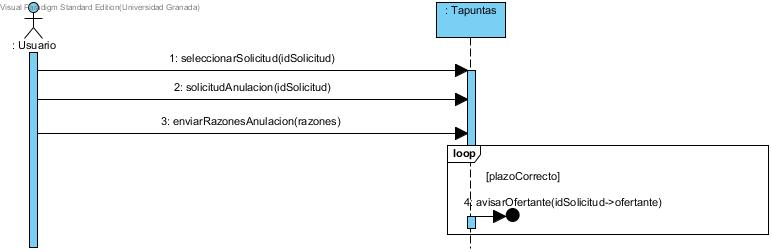 Visual Paradigm Standard Edition(Universidad Granada)
: Tapuntas
: Usuario
1: seleccionarSolicitud(idSolicitud)
2: solicitudAnulacion(idSolicitud)
3: enviarRazonesAnulacion(razones)
loop
[plazoCorrecto]
4: avisarOfertante(idSolicitud->ofertante)